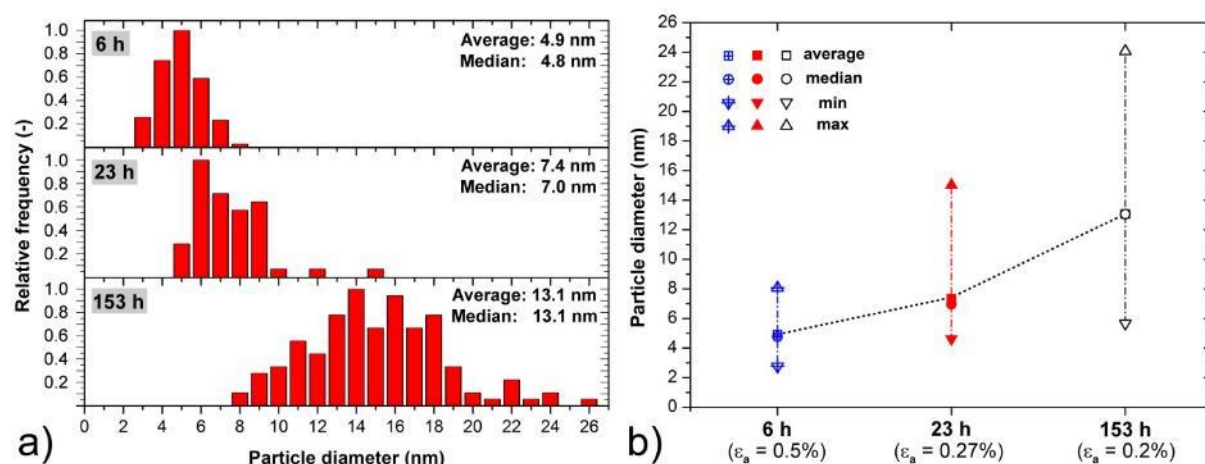 a)
Relative frequency (-)
6 h
Average: 4.9 nm
Median: 4.8 nm
1.0
0.8
0.6
0.4
0.2
23 h
Average: 7.4 nm
Median: 7.0 nm
1.0
0.8
0.6
0.4
0.2
153 h
Average: 13.1 nm
Median: 13.1 nm
1.0
0.8
0.6
0.4
0.2
0 2 4 6 8 10 12 14 16 18 20 22 24 26
Particle diameter (nm)
b)
Particle diameter (nm)
26
24
22
20
18
16
14
12
10
8
6
4
2
0
average
median
min
max
6 h 23 h 153 h
(εa = 0.5%) (εa = 0.27%) (εa = 0.2%)